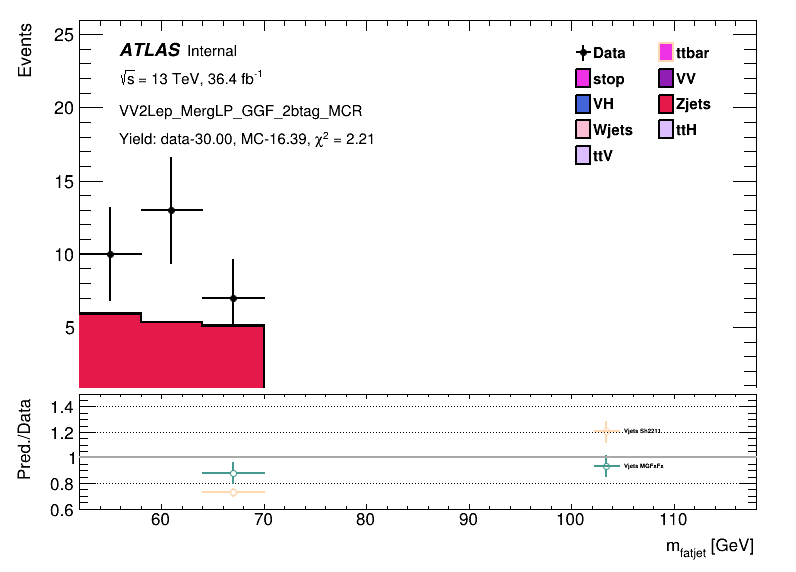 Events
25
20
15
10
5
ATLAS Internal
√s = 13 TeV, 36.4 fb⁻¹
VV2Lep_MergLP_GGF_2btag_MCR
Yield: data-30.00, MC-16.39, χ² = 2.21
Data
ttbar
stop
VV
VH
Zjets
Wjets
ttH
ttV
Pred./Data
1.4
1.2
1
0.8
0.6
Vjets Sh2211
Vjets MGFxFx
60 70 80 90 100 110
m_fatjet [GeV]